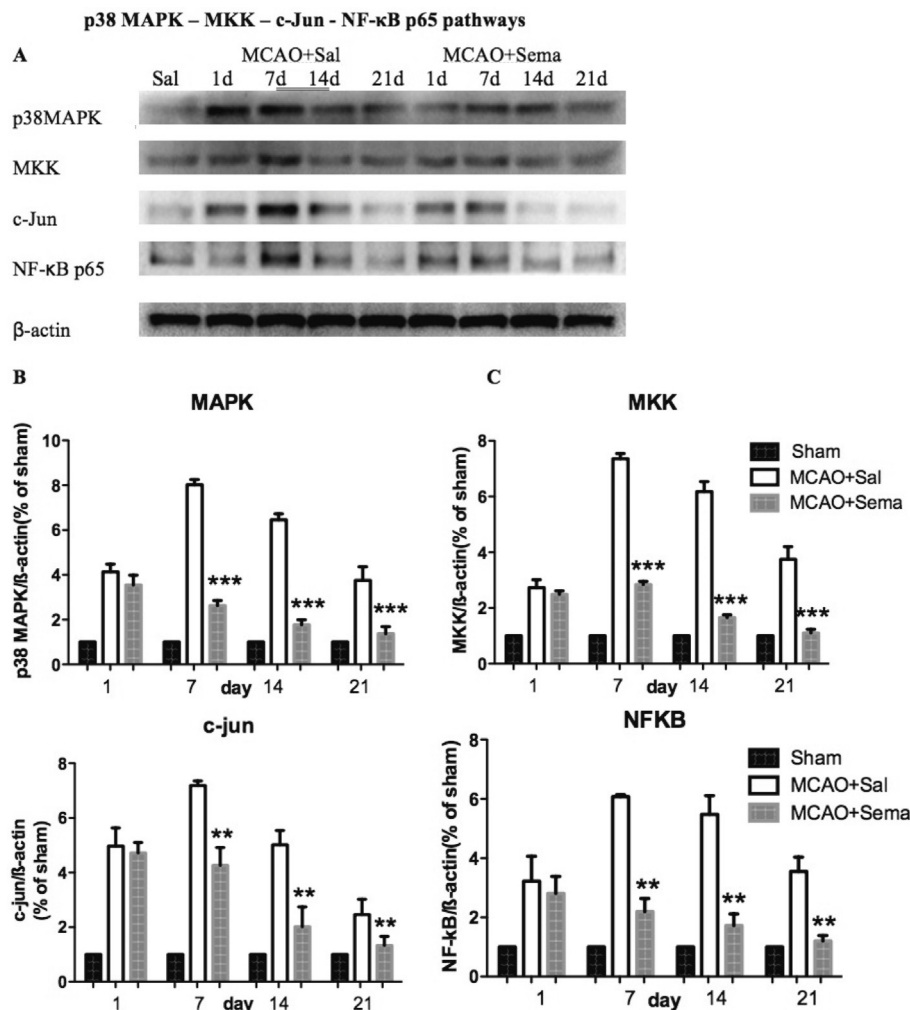 p38 MAPK – MKK – c-Jun - NF-κB p65 pathways
A
MCAO+Sal MCAO+Sema
Sal 1d 7d 14d 21d 1d 7d 14d 21d
p38MAPK
MKK
c-Jun
NF-κB p65
β-actin
B
MAPK
p38 MAPK/ß-actin(% of sham)
10
8
6
4
2
0
***
***
***
1 7 day 14 21
C
MKK
MKK/ß-actin(% of sham)
8
6
4
2
0
***
***
***
1 7 day 14 21
Sham
MCAO+Sal
MCAO+Sema
c-jun
c-jun/ß-actin
(% of sham)
8
6
4
2
0
**
**
**
1 7 day 14 21
NFKB
NF-kB/ß-actin(% of sham)
8
6
4
2
0
**
**
**
1 7 day 14 21
Sham
MCAO+Sal
MCAO+Sema